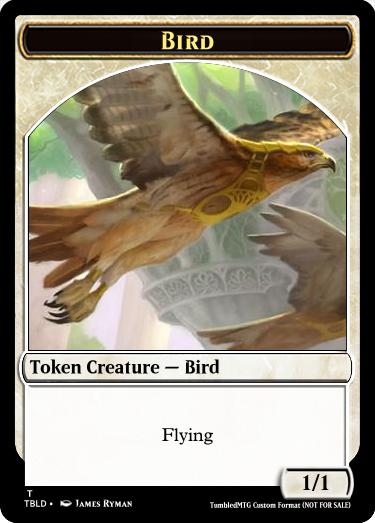 Bird
Token Creature — Bird
Flying
1/1
T
TBLD • James Ryman
TumbledMTG Custom Format (NOT FOR SALE)